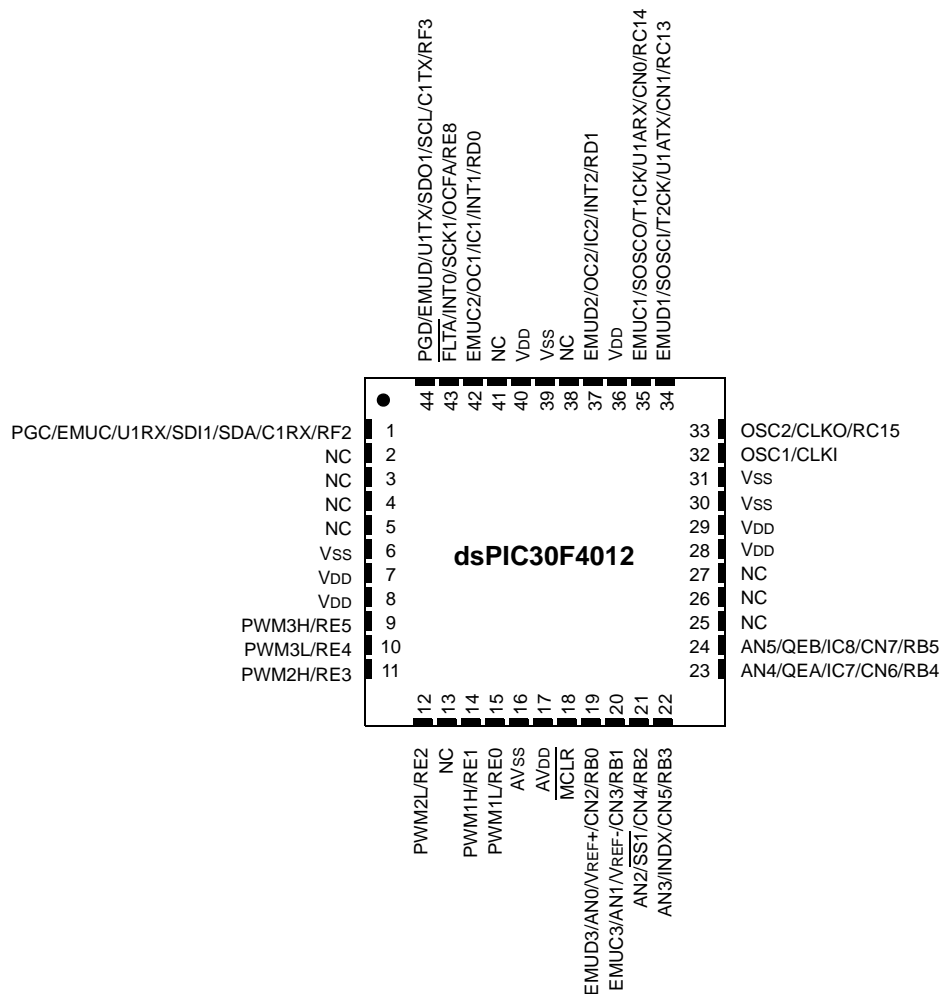 PGD/EMUD/U1TX/SDO1/SCL/C1TX/RF3
FLTA/INT0/SCK1/OCFA/RE8
EMUC2/OC1/IC1/INT1/RD0
NC
VDD
VSS
NC
EMUD2/OC2/IC2/INT2/RD1
VDD
EMUC1/SOSCO/T1CK/U1ARX/CN0/RC14
EMUD1/SOSCI/T2CK/U1ATX/CN1/RC13
44
43
42
41
40
39
38
37
36
35
34
PGC/EMUC/U1RX/SDI1/SDA/C1RX/RF2 1
NC 2
NC 3
NC 4
NC 5
VSS 6
VDD 7
VDD 8
PWM3H/RE5 9
PWM3L/RE4 10
PWM2H/RE3 11
dsPIC30F4012
33 OSC2/CLKO/RC15
32 OSC1/CLKI
31 VSS
30 VSS
29 VDD
28 VDD
27 NC
26 NC
25 NC
24 AN5/QEB/IC8/CN7/RB5
23 AN4/QEA/IC7/CN6/RB4
12
13
14
15
16
17
18
19
20
21
22
PWM2L/RE2
NC
PWM1H/RE1
PWM1L/RE0
AVSS
AVDD
MCLR
EMUD3/AN0/VREF+/CN2/RB0
EMUC3/AN1/VREF-/CN3/RB1
AN2/SS1/CN4/RB2
AN3/INDX/CN5/RB3